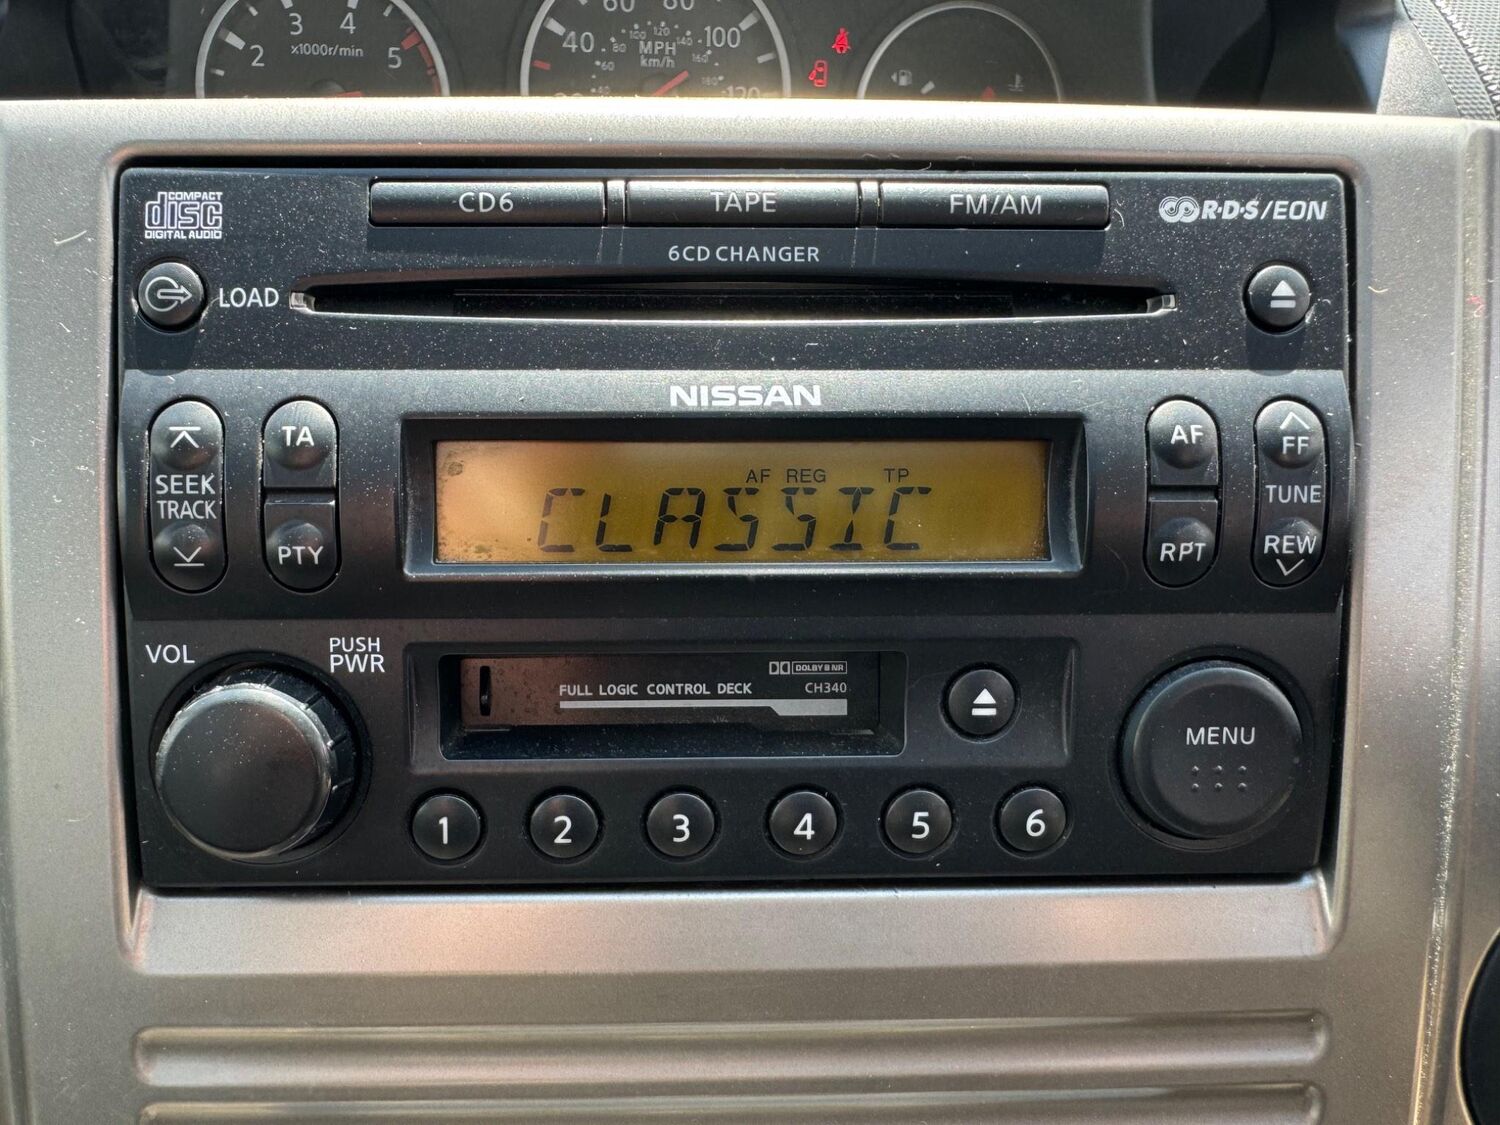 3 4
x1000r/min
2 5
60 80
40 100
MPH
km/h
120
COMPACT
disc
DIGITAL AUDIO
CD6 TAPE FM/AM
R·D·S/EON
6CD CHANGER
LOAD
NISSAN
SEEK
TRACK
TA
PTY
AF REG TP
CLASSIC
AF
RPT
FF
TUNE
REW
VOL
PUSH
PWR
DOLBY B NR
FULL LOGIC CONTROL DECK CH340
MENU
1 2 3 4 5 6